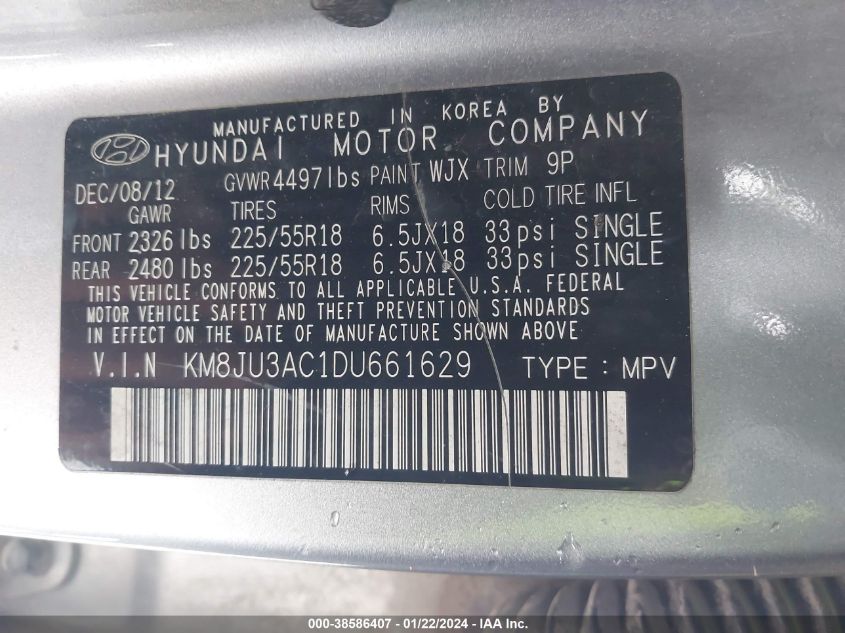 MANUFACTURED IN KOREA BY
HYUNDAI MOTOR COMPANY
DEC/08/12 GVWR 4497lbs PAINT WJX TRIM 9P
GAWR TIRES RIMS COLD TIRE INFL
FRONT 2326 lbs 225/55R18 6.5JX18 33psi SINGLE
REAR 2480 lbs 225/55R18 6.5JX18 33psi SINGLE
THIS VEHICLE CONFORMS TO ALL APPLICABLE U.S.A. FEDERAL
MOTOR VEHICLE SAFETY AND THEFT PREVENTION STANDARDS
IN EFFECT ON THE DATE OF MANUFACTURE SHOWN ABOVE
V.I.N KM8JU3AC1DU661629 TYPE : MPV
000-38586407 - 01/22/2024 - IAA Inc.